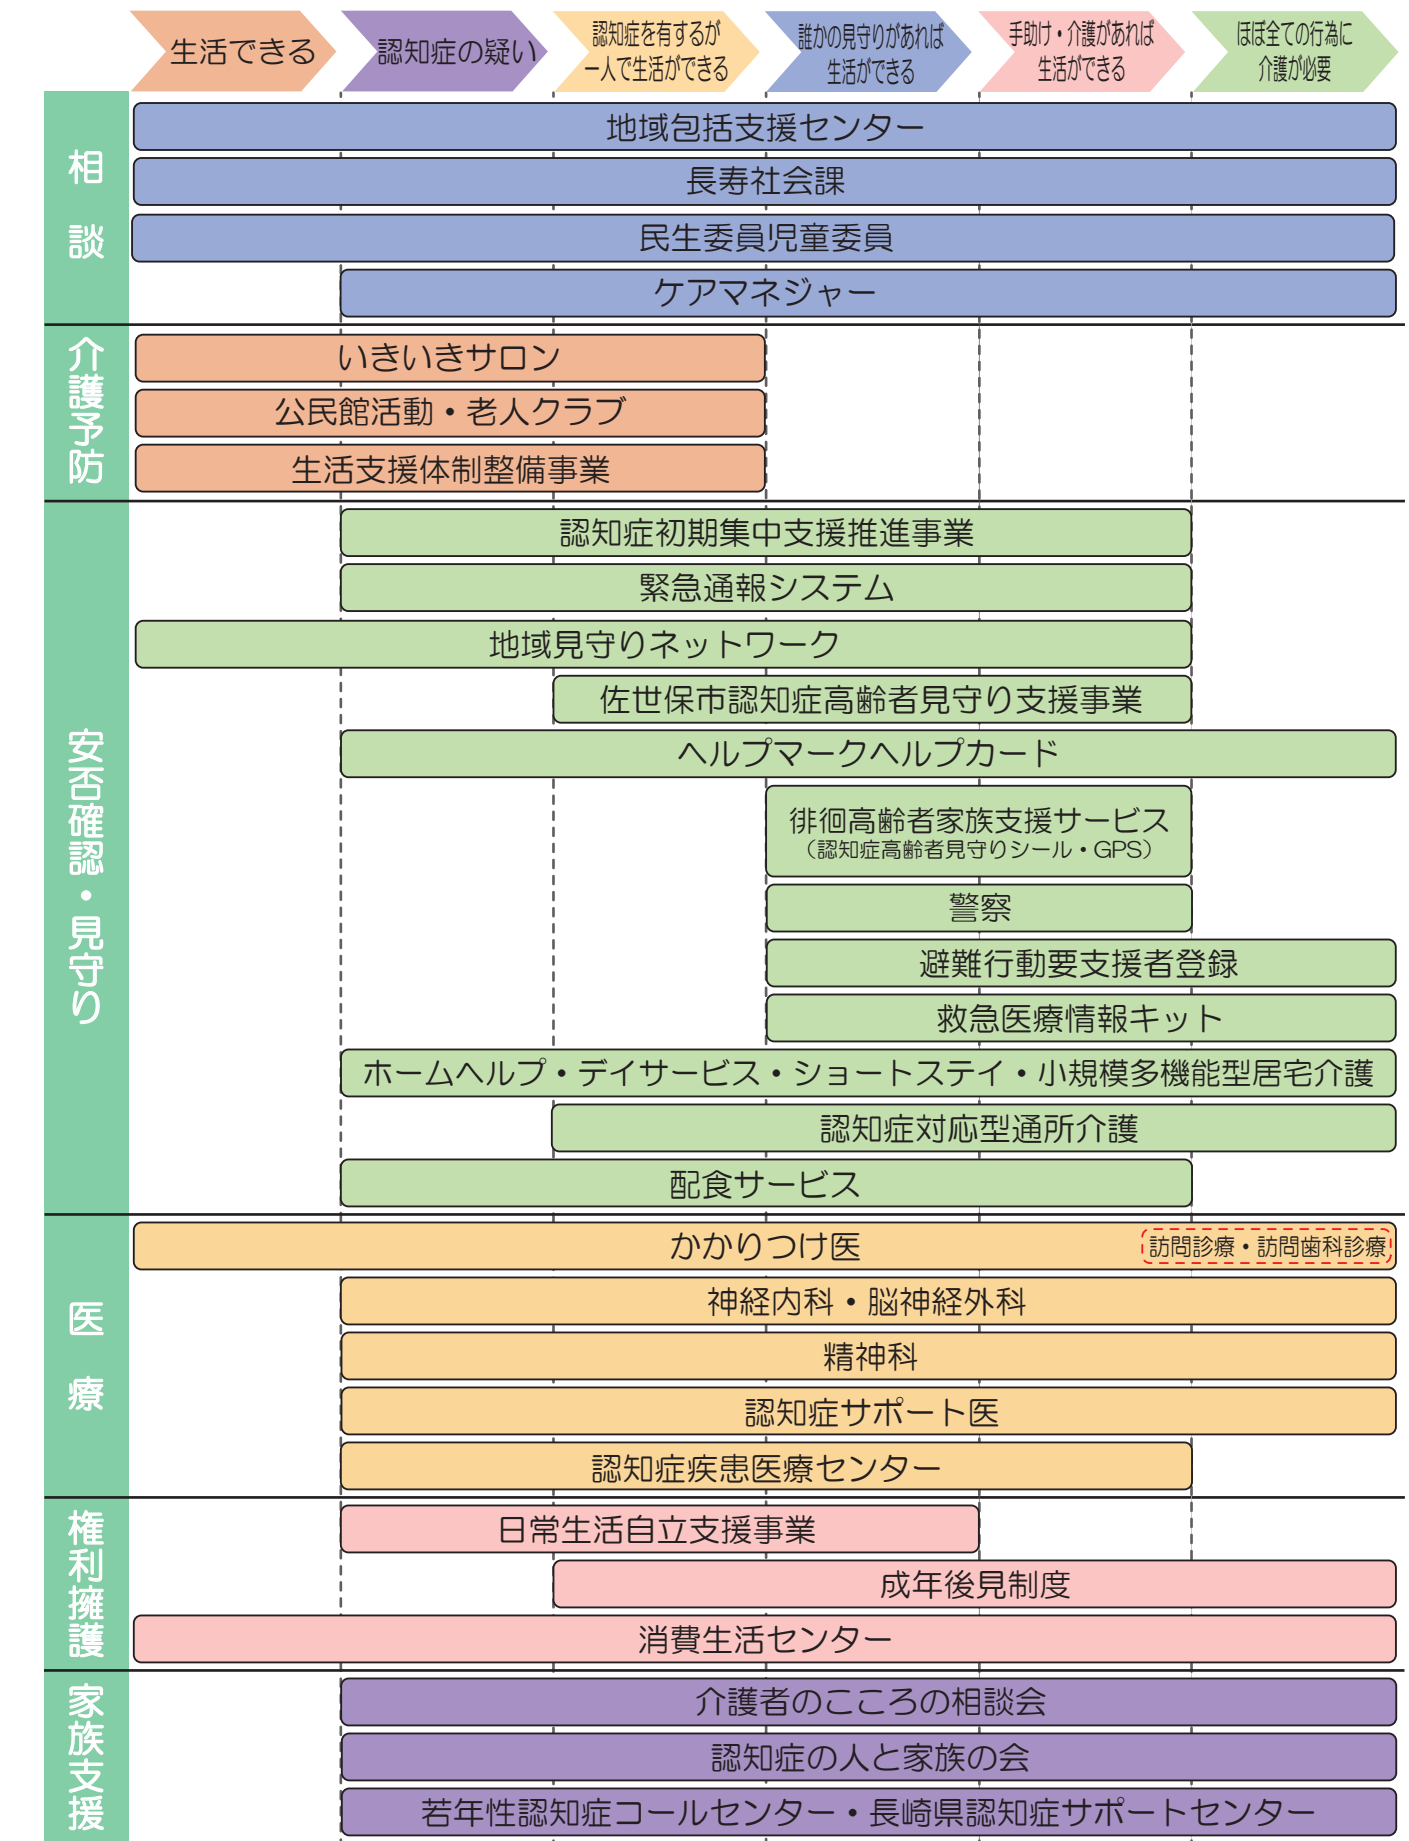 生活できる
認知症の疑い
認知症を有するが
一人で生活ができる
誰かの見守りがあれば
生活ができる
手助け・介護があれば
生活ができる
ほぼ全ての行為に
介護が必要
相談
地域包括支援センター
長寿社会課
民生委員児童委員
ケアマネジャー
介護予防
いきいきサロン
公民館活動・老人クラブ
生活支援体制整備事業
安否確認・見守り
認知症初期集中支援推進事業
緊急通報システム
地域見守りネットワーク
佐世保市認知症高齢者見守り支援事業
ヘルプマークヘルプカード
徘徊高齢者家族支援サービス
（認知症高齢者見守りシール・GPS）
警察
避難行動要支援者登録
救急医療情報キット
ホームヘルプ・デイサービス・ショートステイ・小規模多機能型居宅介護
認知症対応型通所介護
配食サービス
医療
かかりつけ医
訪問診療・訪問歯科診療
神経内科・脳神経外科
精神科
認知症サポート医
認知症疾患医療センター
権利擁護
日常生活自立支援事業
成年後見制度
消費生活センター
家族支援
介護者のこころの相談会
認知症の人と家族の会
若年性認知症コールセンター・長崎県認知症サポートセンター